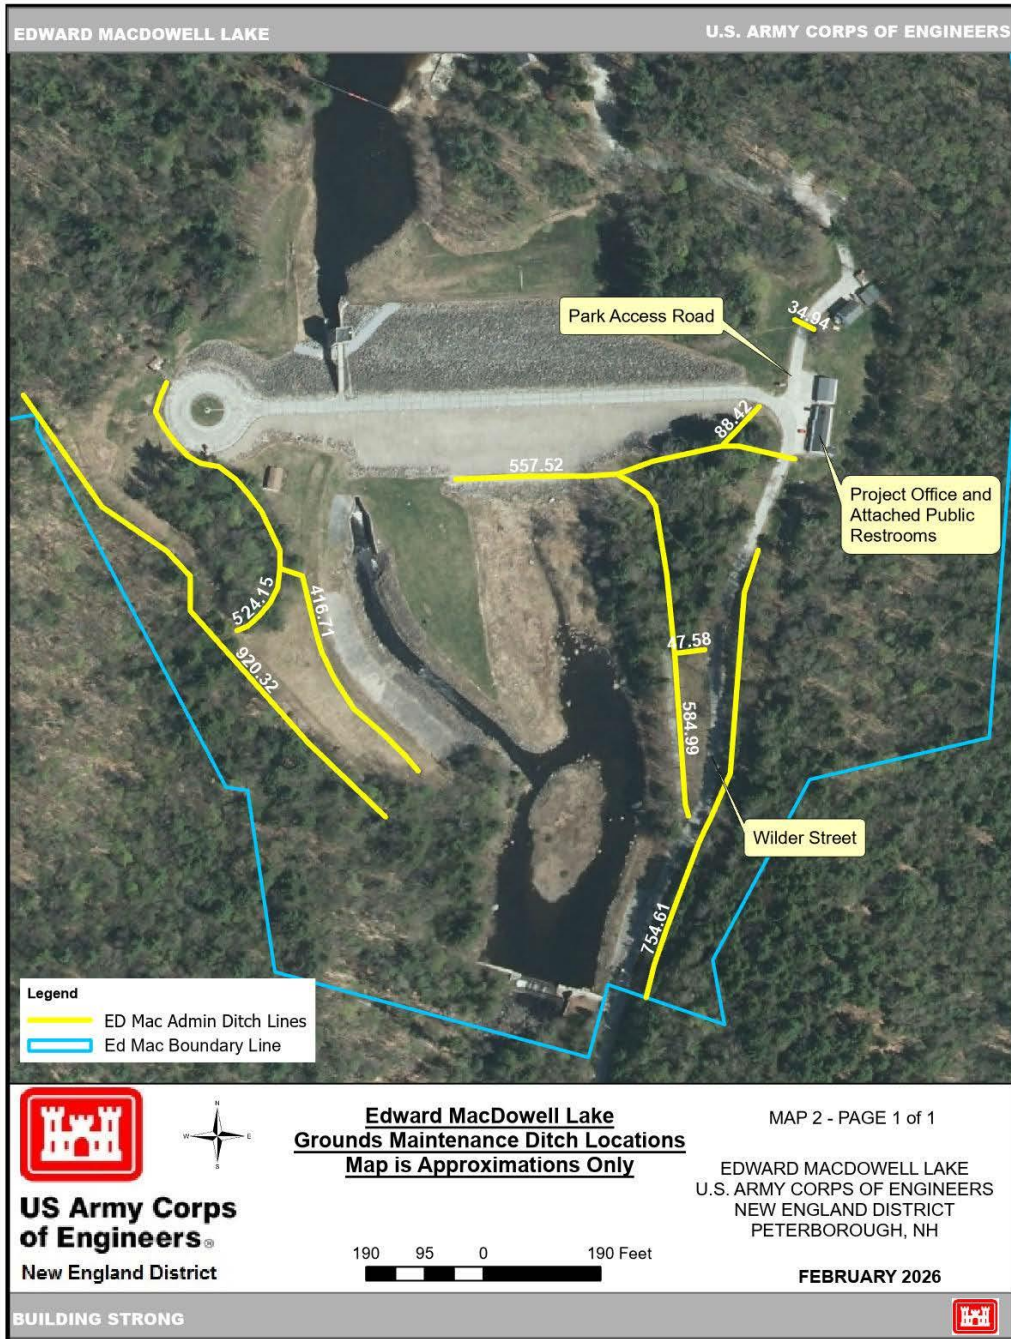 EDWARD MACDOWELL LAKE
U.S. ARMY CORPS OF ENGINEERS
Park Access Road
34.94
88.42
557.52
Project Office and
Attached Public
Restrooms
524.15
416.71
920.32
47.58
584.99
Wilder Street
754.61
Legend
ED Mac Admin Ditch Lines
Ed Mac Boundary Line
US Army Corps
of Engineers®
New England District
N
W E
S
Edward MacDowell Lake
Grounds Maintenance Ditch Locations
Map is Approximations Only
190 95 0 190 Feet
MAP 2 - PAGE 1 of 1
EDWARD MACDOWELL LAKE
U.S. ARMY CORPS OF ENGINEERS
NEW ENGLAND DISTRICT
PETERBOROUGH, NH
FEBRUARY 2026
BUILDING STRONG